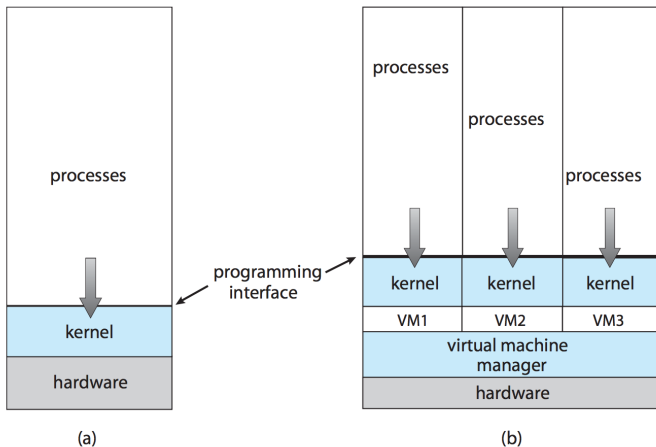 processes
kernel
hardware
(a)
programming
interface
processes
processes
processes
kernel
kernel
kernel
VM1
VM2
VM3
virtual machine
manager
hardware
(b)